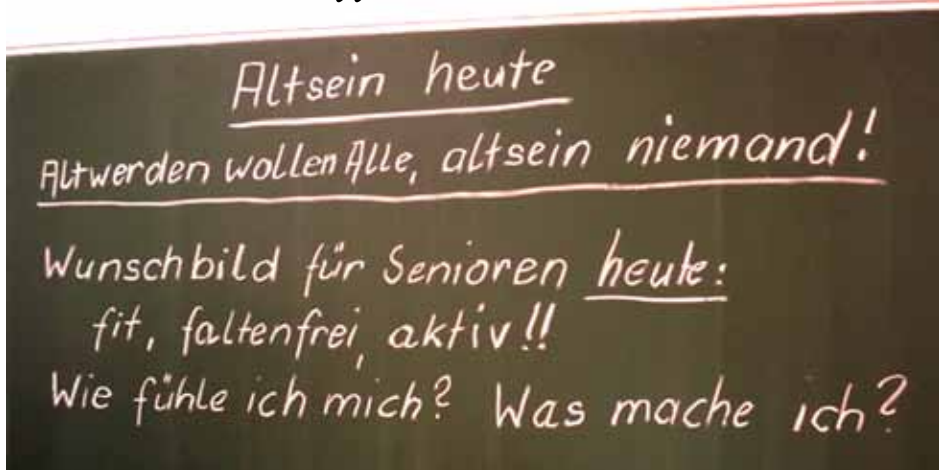 Altsein heute
Altwerden wollen Alle, altsein niemand!
Wunschbild für Senioren heute:
fit, faltenfrei, aktiv!!
Wie fühle ich mich? Was mache ich?